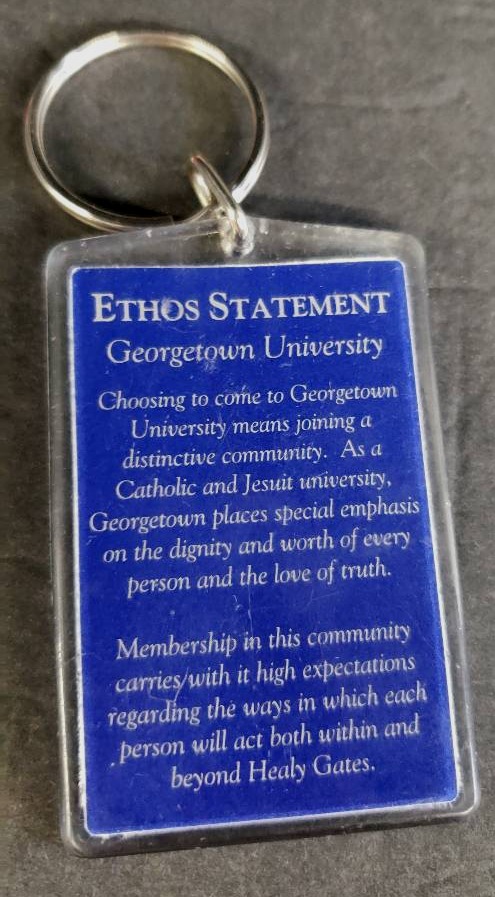 ETHOS STATEMENT
Georgetown University
Choosing to come to Georgetown
University means joining a
distinctive community. As a
Catholic and Jesuit university,
Georgetown places special emphasis
on the dignity and worth of every
person and the love of truth.
Membership in this community
carries with it high expectations
regarding the ways in which each
person will act both within and
beyond Healy Gates.